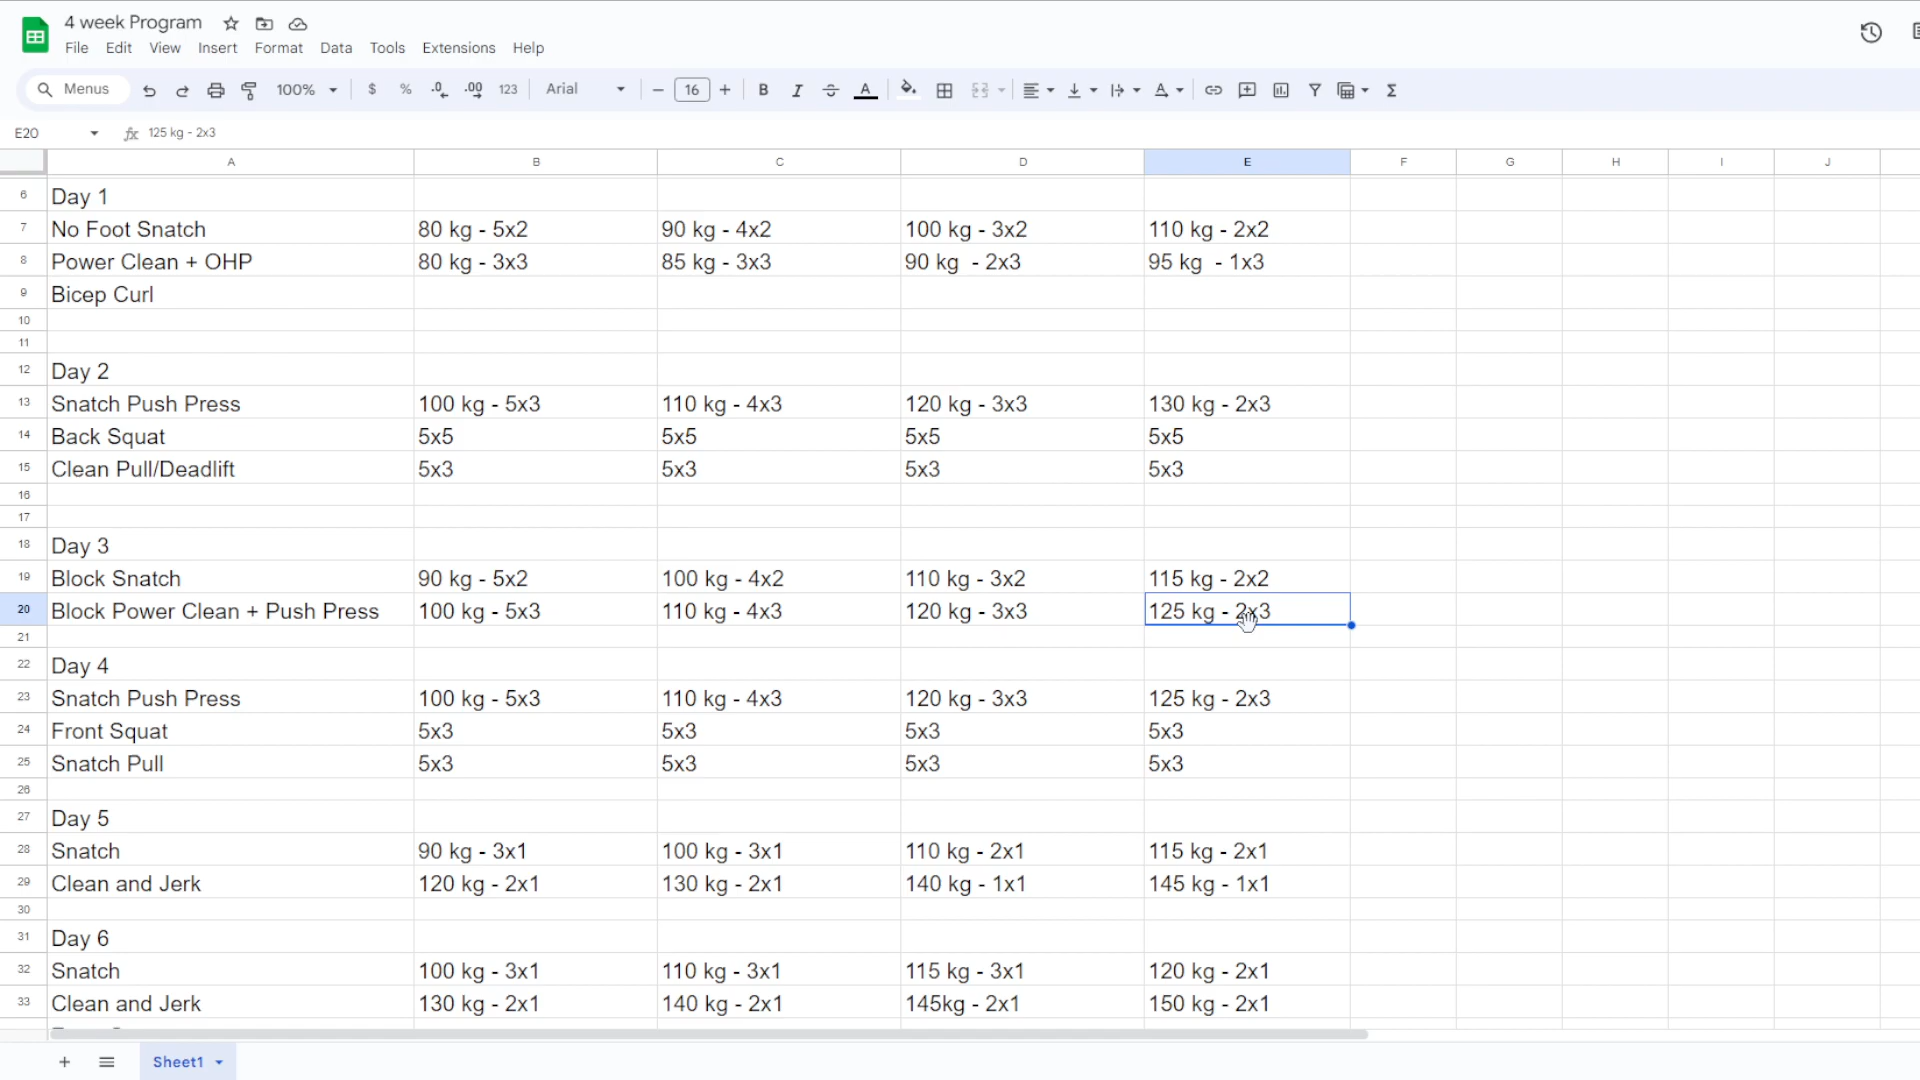 4 week Program
File Edit View Insert Format Data Tools Extensions Help
Menus 100% $ % .0 .00 123 Arial 16 B I A
E20 fx 125 kg - 2x3
A B C D E F G H I J
6 Day 1
7 No Foot Snatch 80 kg - 5x2 90 kg - 4x2 100 kg - 3x2 110 kg - 2x2
8 Power Clean + OHP 80 kg - 3x3 85 kg - 3x3 90 kg  - 2x3 95 kg  - 1x3
9 Bicep Curl
10
11
12 Day 2
13 Snatch Push Press 100 kg - 5x3 110 kg - 4x3 120 kg - 3x3 130 kg - 2x3
14 Back Squat 5x5 5x5 5x5 5x5
15 Clean Pull/Deadlift 5x3 5x3 5x3 5x3
16
17
18 Day 3
19 Block Snatch 90 kg - 5x2 100 kg - 4x2 110 kg - 3x2 115 kg - 2x2
20 Block Power Clean + Push Press 100 kg - 5x3 110 kg - 4x3 120 kg - 3x3 125 kg - 2x3
21
22 Day 4
23 Snatch Push Press 100 kg - 5x3 110 kg - 4x3 120 kg - 3x3 125 kg - 2x3
24 Front Squat 5x3 5x3 5x3 5x3
25 Snatch Pull 5x3 5x3 5x3 5x3
26
27 Day 5
28 Snatch 90 kg - 3x1 100 kg - 3x1 110 kg - 2x1 115 kg - 2x1
29 Clean and Jerk 120 kg - 2x1 130 kg - 2x1 140 kg - 1x1 145 kg - 1x1
30
31 Day 6
32 Snatch 100 kg - 3x1 110 kg - 3x1 115 kg - 3x1 120 kg - 2x1
33 Clean and Jerk 130 kg - 2x1 140 kg - 2x1 145kg - 2x1 150 kg - 2x1
Sheet1